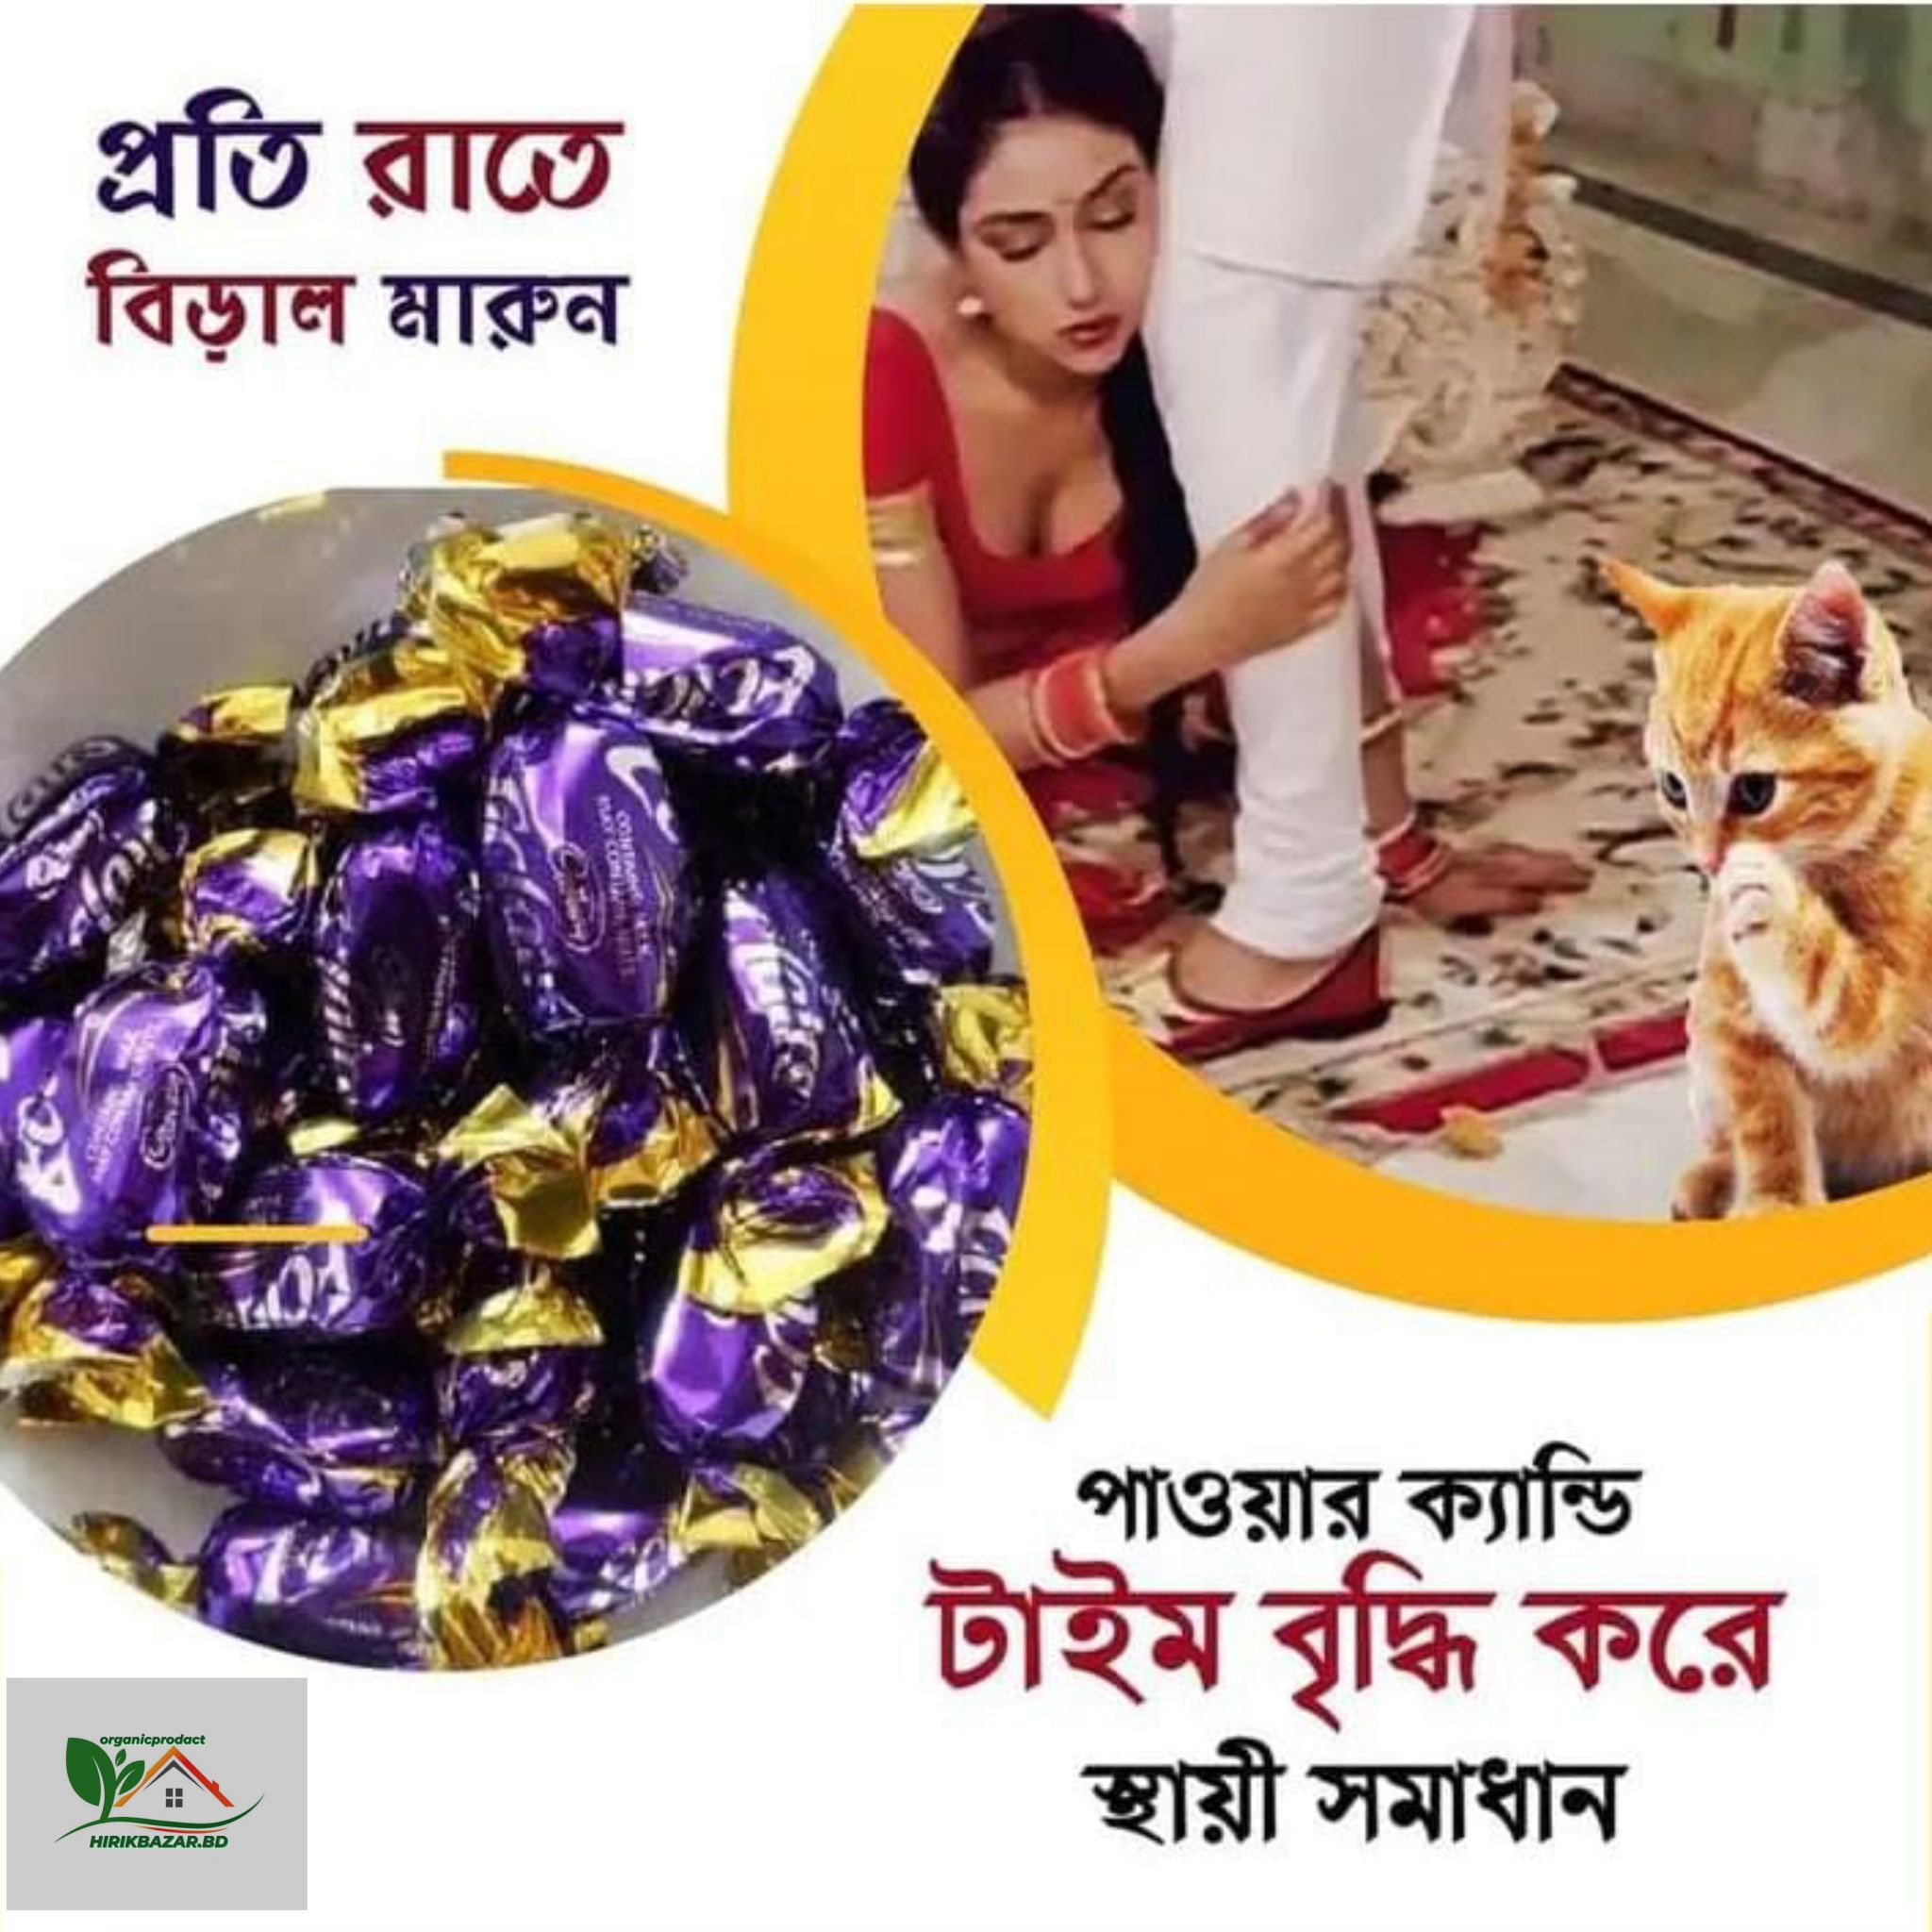 প্রতি রাতে
বিড়াল মারুন
পাওয়ার ক্যান্ডি
টাইম বৃদ্ধি করে
স্থায়ী সমাধান
organicprodact
HIRIKBAZAR.BD